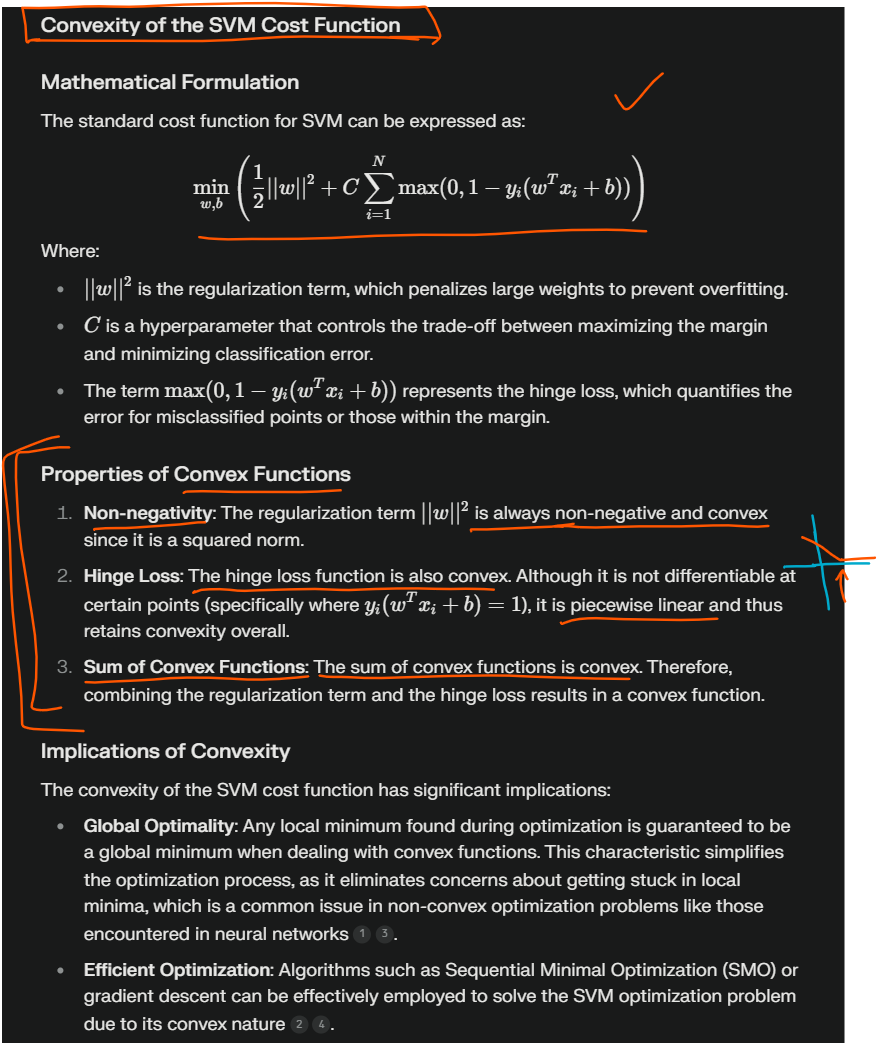 Convexity of the SVM Cost Function
Mathematical Formulation
The standard cost function for SVM can be expressed as:
min_{w,b} ( 1/2 ||w||² + C ∑_{i=1}^{N} max(0, 1 − y_i(w^T x_i + b)) )
Where:
• ||w||² is the regularization term, which penalizes large weights to prevent overfitting.
• C is a hyperparameter that controls the trade-off between maximizing the margin
and minimizing classification error.
• The term max(0, 1 − y_i(w^T x_i + b)) represents the hinge loss, which quantifies the
error for misclassified points or those within the margin.
Properties of Convex Functions
1. Non-negativity: The regularization term ||w||² is always non-negative and convex
since it is a squared norm.
2. Hinge Loss: The hinge loss function is also convex. Although it is not differentiable at
certain points (specifically where y_i(w^T x_i + b) = 1), it is piecewise linear and thus
retains convexity overall.
3. Sum of Convex Functions: The sum of convex functions is convex. Therefore,
combining the regularization term and the hinge loss results in a convex function.
Implications of Convexity
The convexity of the SVM cost function has significant implications:
• Global Optimality: Any local minimum found during optimization is guaranteed to be
a global minimum when dealing with convex functions. This characteristic simplifies
the optimization process, as it eliminates concerns about getting stuck in local
minima, which is a common issue in non-convex optimization problems like those
encountered in neural networks 1 3.
• Efficient Optimization: Algorithms such as Sequential Minimal Optimization (SMO) or
gradient descent can be effectively employed to solve the SVM optimization problem
due to its convex nature 2 4.